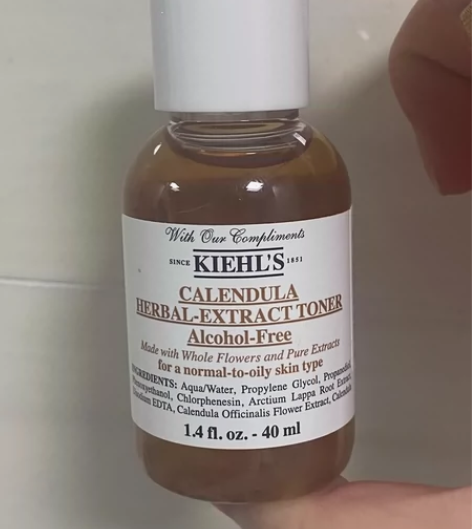 With Our Compliments
SINCE KIEHL'S 1851
CALENDULA
HERBAL-EXTRACT TONER
Alcohol-Free
Made with Whole Flowers and Pure Extracts
for a normal-to-oily skin type
INGREDIENTS: Aqua/Water, Propylene Glycol,
Chlorphenesin, Arctium Lappa Root
EDTA, Calendula Officinalis Flower Extract,
1.4 fl. oz. - 40 ml